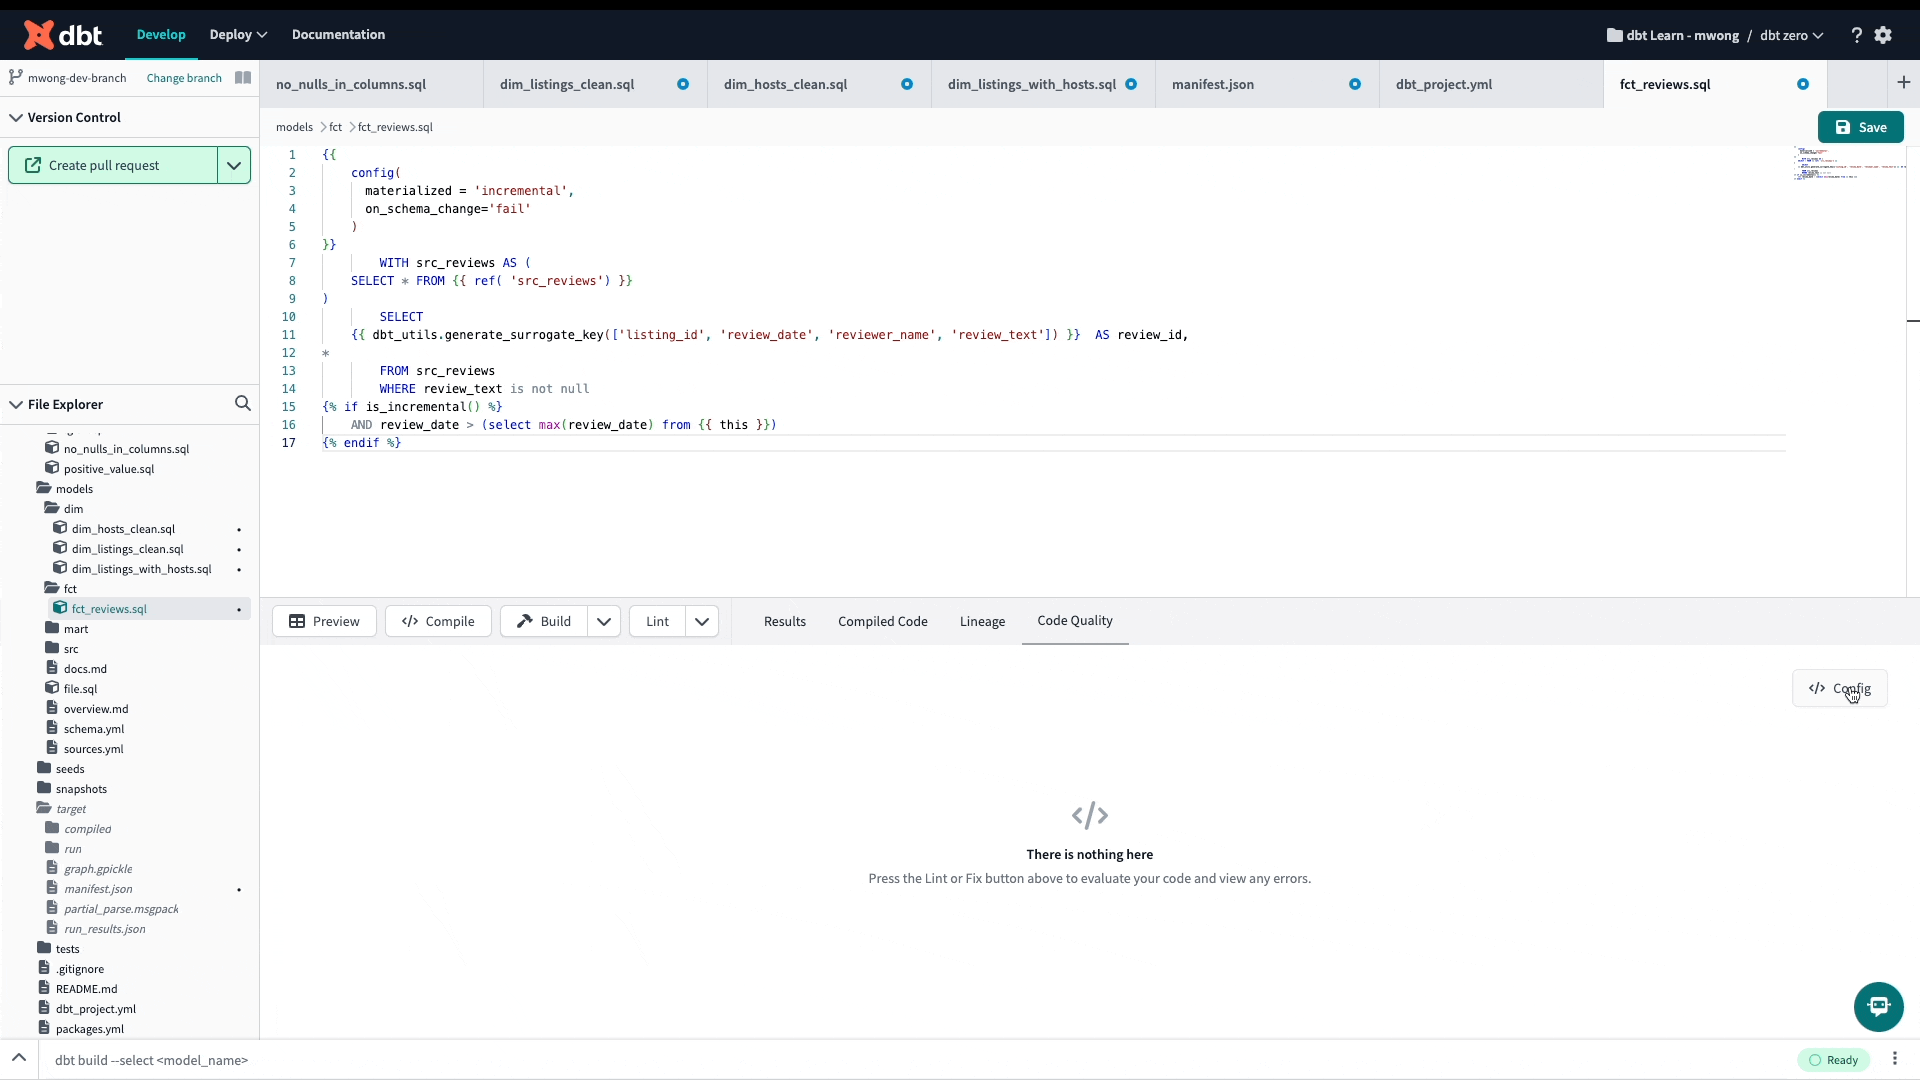 dbt
Develop
Deploy
Documentation
dbt Learn - mwong / dbt zero
?
mwong-dev-branch
Change branch
no_nulls_in_columns.sql
dim_listings_clean.sql
dim_hosts_clean.sql
dim_listings_with_hosts.sql
manifest.json
dbt_project.yml
fct_reviews.sql
+
Version Control
models > fct > fct_reviews.sql
Save
Create pull request
1 {{
2 config(
3 materialized = 'incremental',
4 on_schema_change='fail'
5 )
6 }}
7 WITH src_reviews AS (
8 SELECT * FROM {{ ref( 'src_reviews') }}
9 )
10 SELECT
11 {{ dbt_utils.generate_surrogate_key(['listing_id', 'review_date', 'reviewer_name', 'review_text']) }} AS review_id,
12 *
13 FROM src_reviews
14 WHERE review_text is not null
15 {% if is_incremental() %}
16 AND review_date > (select max(review_date) from {{ this }})
17 {% endif %}
File Explorer
no_nulls_in_columns.sql
positive_value.sql
models
dim
dim_hosts_clean.sql
dim_listings_clean.sql
dim_listings_with_hosts.sql
fct
fct_reviews.sql
mart
src
docs.md
file.sql
overview.md
schema.yml
sources.yml
seeds
snapshots
target
compiled
run
graph.gpickle
manifest.json
partial_parse.msgpack
run_results.json
tests
.gitignore
README.md
dbt_project.yml
packages.yml
Preview
</> Compile
Build
Lint
Results
Compiled Code
Lineage
Code Quality
</> Config
</>
There is nothing here
Press the Lint or Fix button above to evaluate your code and view any errors.
dbt build --select <model_name>
Ready